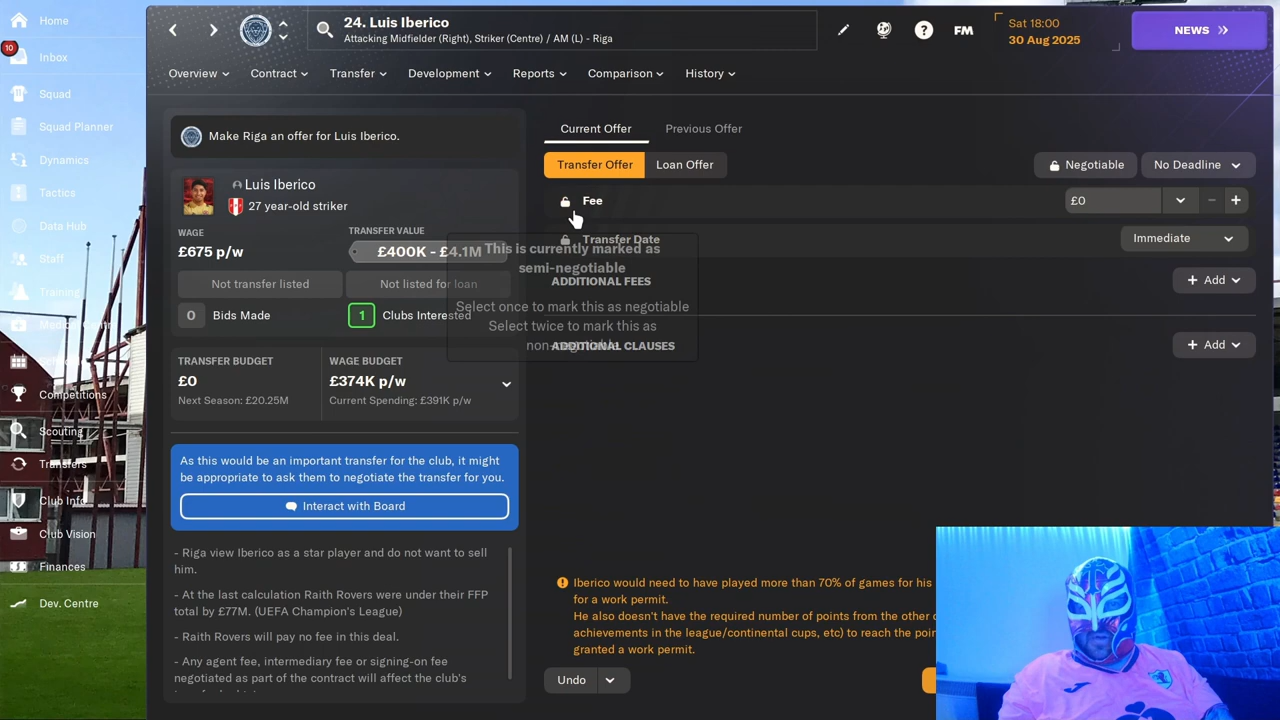 Home
10
Inbox
Squad
Squad Planner
Dynamics
Tactics
Data Hub
Staff
Training
Competitions
Scouting
Transfers
Club Info
Club Vision
Finances
Dev. Centre
24. Luis Iberico
Attacking Midfielder (Right), Striker (Centre) / AM (L) - Riga
FM
Sat 18:00
30 Aug 2025
NEWS
Overview
Contract
Transfer
Development
Reports
Comparison
History
Make Riga an offer for Luis Iberico.
Luis Iberico
27 year-old striker
WAGE
£675 p/w
TRANSFER VALUE
£400K - £4.1M
Not transfer listed
Not listed for loan
0 Bids Made
1 Clubs Interested
TRANSFER BUDGET
£0
Next Season: £20.25M
WAGE BUDGET
£374K p/w
Current Spending: £391K p/w
As this would be an important transfer for the club, it might
be appropriate to ask them to negotiate the transfer for you.
Interact with Board
- Riga view Iberico as a star player and do not want to sell
him.
- At the last calculation Raith Rovers were under their FFP
total by £77M. (UEFA Champion's League)
- Raith Rovers will pay no fee in this deal.
- Any agent fee, intermediary fee or signing-on fee
negotiated as part of the contract will affect the club's
Current Offer
Previous Offer
Transfer Offer
Loan Offer
Negotiable
No Deadline
Fee
£0
Transfer Date
Immediate
This is currently marked as
semi-negotiable
ADDITIONAL FEES
Add
Select once to mark this as negotiable
Select twice to mark this as
ADDITIONAL CLAUSES
Add
Iberico would need to have played more than 70% of games for his
for a work permit.
He also doesn't have the required number of points from the other
achievements in the league/continental cups, etc) to reach the
granted a work permit.
Undo